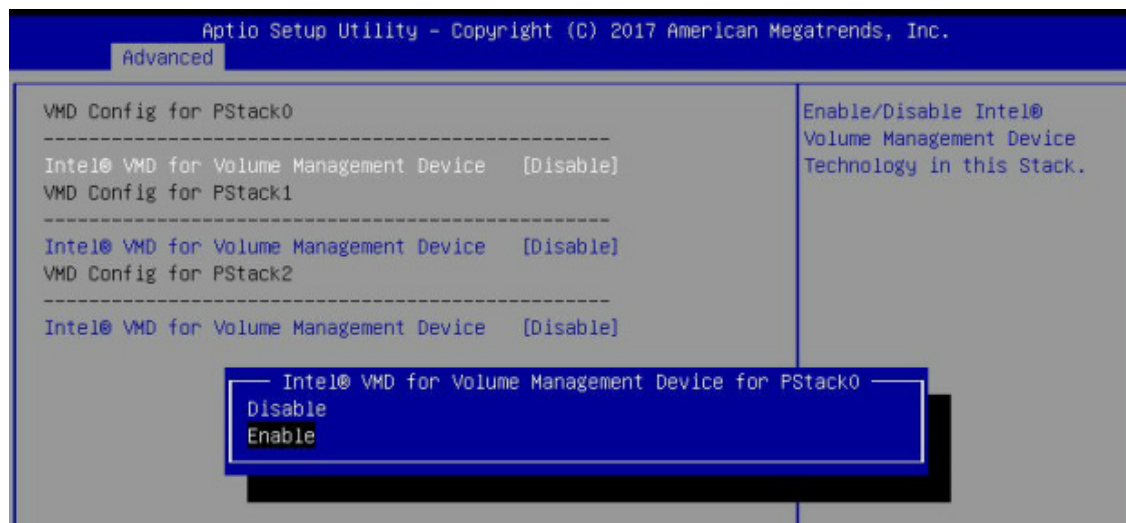 Aptio Setup Utility – Copyright (C) 2017 American Megatrends, Inc.
Advanced
VMD Config for PStack0
--------------------------------------------------
Intel® VMD for Volume Management Device [Disable]
VMD Config for PStack1
--------------------------------------------------
Intel® VMD for Volume Management Device [Disable]
VMD Config for PStack2
--------------------------------------------------
Intel® VMD for Volume Management Device [Disable]
Enable/Disable Intel®
Volume Management Device
Technology in this Stack.
Intel® VMD for Volume Management Device for PStack0
Disable
Enable